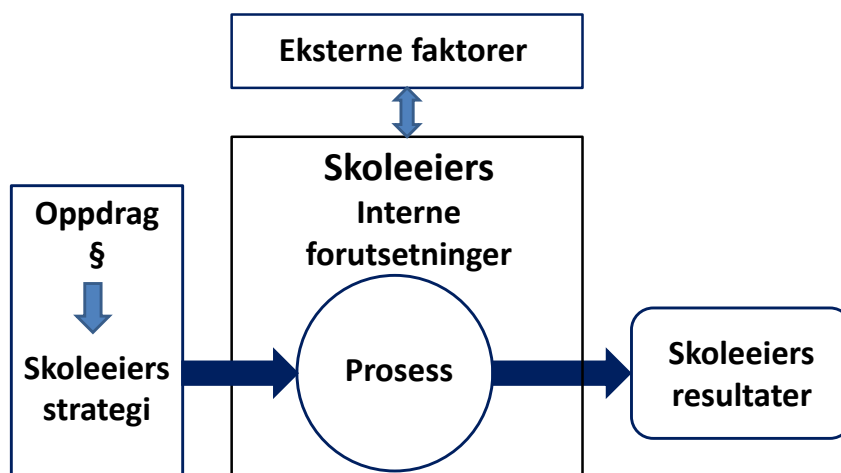 Eksterne faktorer
Skoleeiers
Interne
forutsetninger
Oppdrag
§
Skoleeiers
strategi
Prosess
Skoleeiers
resultater